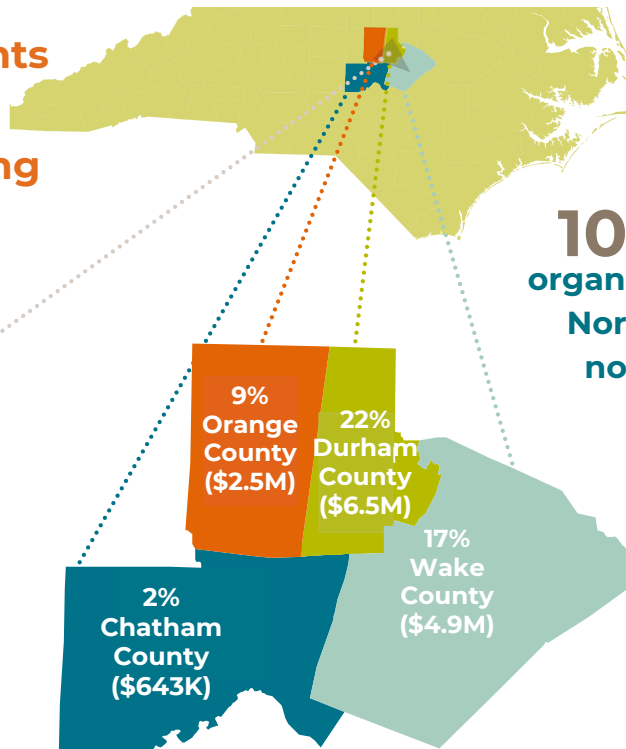 nts
ng
10
organ
Nor
no
9%
Orange
County
($2.5M)
22%
Durham
County
($6.5M)
17%
Wake
County
($4.9M)
2%
Chatham
County
($643K)